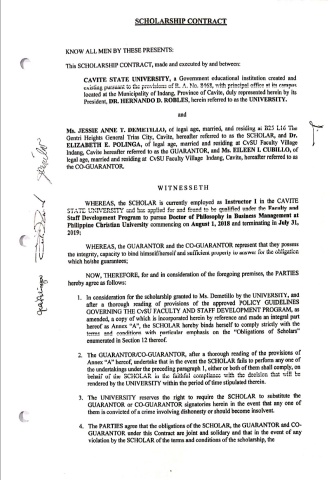 SCHOLARSHIP CONTRACT
KNOW ALL MEN BY THESE PRESENTS:
This SCHOLARSHIP CONTRACT, made and executed by and between:
CAVITE STATE UNIVERSITY, a Government educational institution created and
existing pursuant to the provisions of R. A. No. 8468, with principal office at its campus
located at the Municipality of Indang, Province of Cavite, duly represented herein by its
President, DR. HERNANDO D. ROBLES, herein referred to as the UNIVERSITY.
and
Ms. JESSIE ANNE T. DEMETILLO, of legal age, married, and residing at B25 L16 The
Gentri Heights General Trias City, Cavite, hereafter referred to as the SCHOLAR, and Dr.
ELIZABETH E. POLINGA, of legal age, married and residing at CvSU Faculty Village
Indang, Cavite hereafter referred to as the GUARANTOR, and Ms. EILEEN I. CUBILLO, of
legal age, married and residing at CvSU Faculty Village Indang, Cavite, hereafter referred to as
the CO-GUARANTOR.
WITNESSETH
WHEREAS, the SCHOLAR is currently employed as Instructor 1 in the CAVITE
STATE UNIVERSITY and has applied for and found to be qualified under the Faculty and
Staff Development Program to pursue Doctor of Philosophy in Business Management at
Philippine Christian University commencing on August 1, 2018 and terminating in July 31,
2019;
WHEREAS, the GUARANTOR and the CO-GUARANTOR represent that they possess
the integrity, capacity to bind himself/herself and sufficient property to answer for the obligation
which he/she guarantees;
NOW, THEREFORE, for and in consideration of the foregoing premises, the PARTIES
hereby agree as follows:
1. In consideration for the scholarship granted to Ms. Demetillo by the UNIVERSITY, and
after a thorough reading of provisions of the approved POLICY GUIDELINES
GOVERNING the CvSU FACULTY AND STAFF DEVELOPMENT PROGRAM, as
amended, a copy of which is incorporated herein by reference and made an integral part
hereof as Annex "A", the SCHOLAR hereby binds herself to comply strictly with the
terms and conditions with particular emphasis on the "Obligations of Scholars"
enumerated in Section 12 thereof.
2. The GUARANTOR/CO-GUARANTOR, after a thorough reading of the provisions of
Annex "A" hereof, undertake that in the event the SCHOLAR fails to perform any of the
undertakings under the preceding paragraph 1, either or both of them shall comply, on
behalf of the SCHOLAR in the faithful compliance with the decision that will be
rendered by the UNIVERSITY within the period of time stipulated therein.
3. The UNIVERSITY reserves the right to require the SCHOLAR to substitute the
GUARANTOR or CO-GUARANTOR signatories herein in the event that any one of
them is convicted of a crime involving dishonesty or should become insolvent.
4. The PARTIES agree that the obligations of the SCHOLAR, the GUARANTOR and CO-
GUARANTOR under this Contract are joint and solidary and that in the event of any
violation by the SCHOLAR of the terms and conditions of the scholarship, the